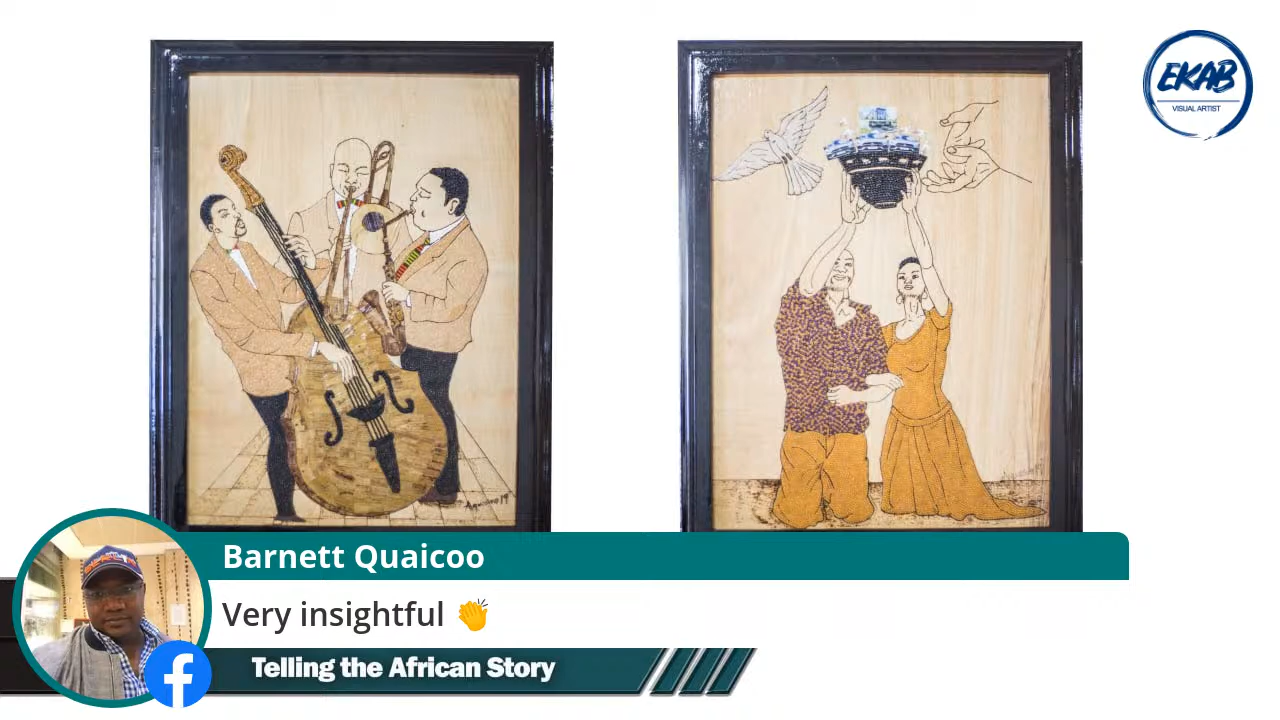 EKAB
VISUAL ARTIST
Barnett Quaicoo
Very insightful 👏
Telling the African Story